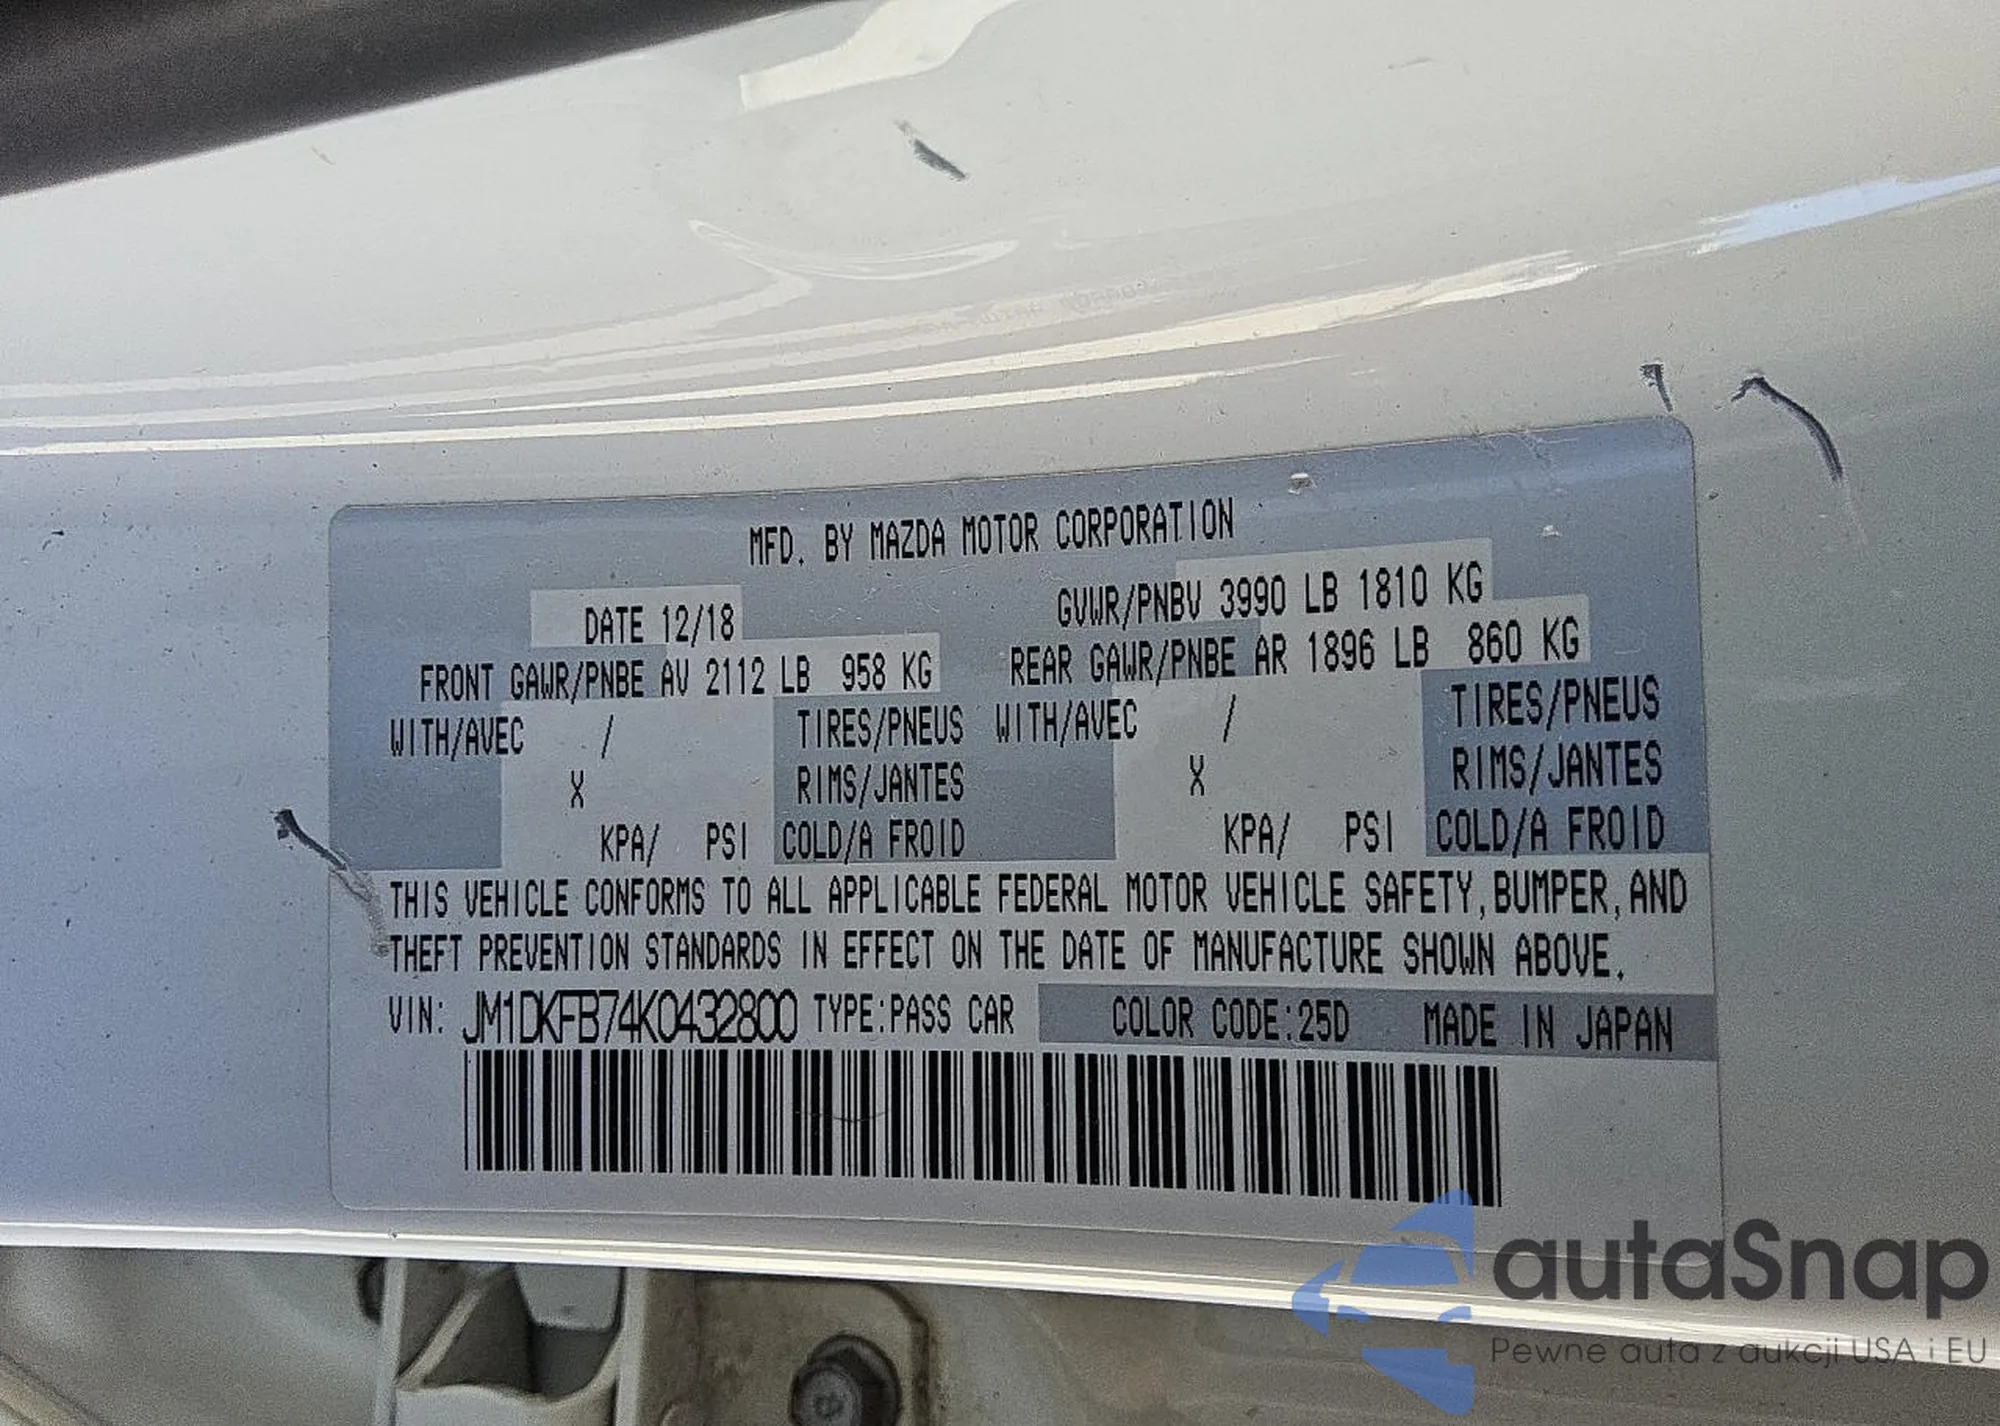 MFD. BY MAZDA MOTOR CORPORATION
DATE 12/18 GVWR/PNBV 3990 LB 1810 KG
FRONT GAWR/PNBE AV 2112 LB 958 KG REAR GAWR/PNBE AR 1896 LB 860 KG
WITH/AVEC / TIRES/PNEUS WITH/AVEC / TIRES/PNEUS
X RIMS/JANTES X RIMS/JANTES
KPA/ PSI COLD/A FROID KPA/ PSI COLD/A FROID
THIS VEHICLE CONFORMS TO ALL APPLICABLE FEDERAL MOTOR VEHICLE SAFETY, BUMPER, AND
THEFT PREVENTION STANDARDS IN EFFECT ON THE DATE OF MANUFACTURE SHOWN ABOVE.
VIN: JM1DKFB74K0432800 TYPE:PASS CAR COLOR CODE:25D MADE IN JAPAN
autaSnap
Pewne auta z aukcji USA i EU